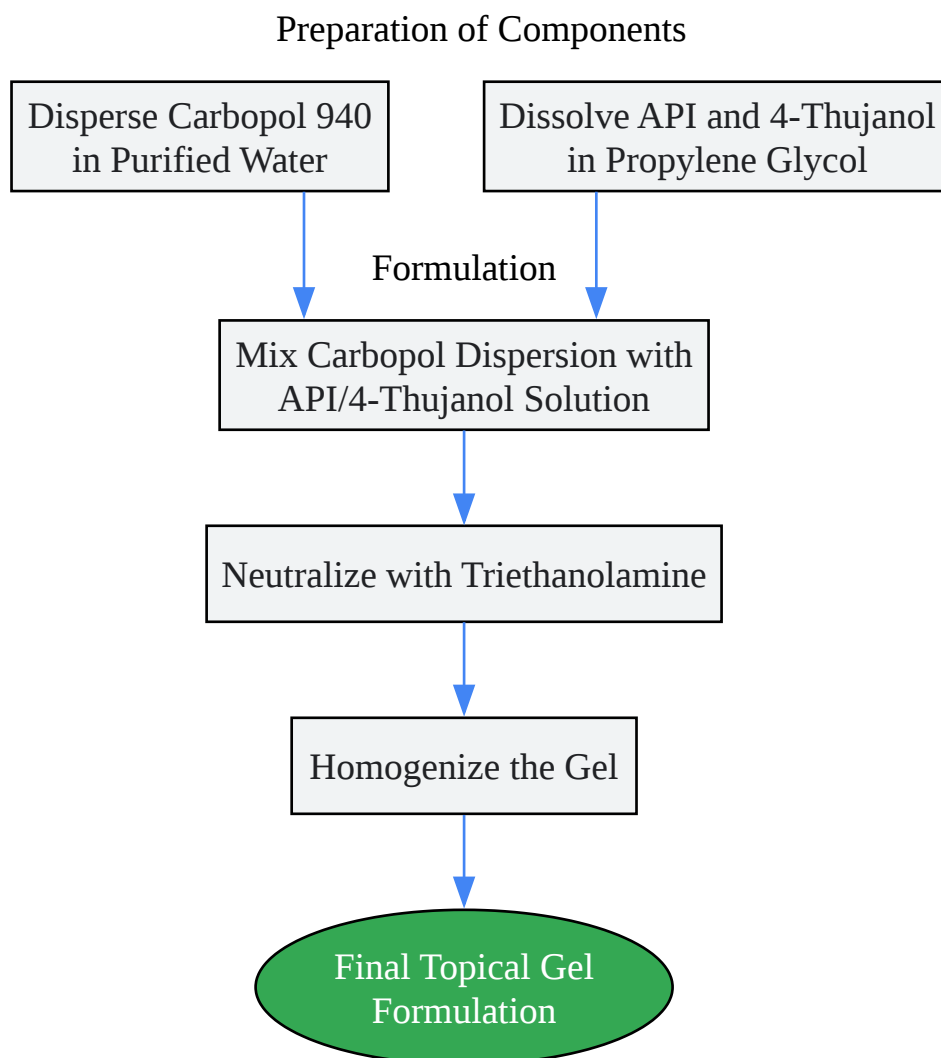 Preparation of Components
Disperse Carbopol 940
in Purified Water
Dissolve API and 4-Thujanol
in Propylene Glycol
Formulation
Mix Carbopol Dispersion with
API/4-Thujanol Solution
Neutralize with Triethanolamine
Homogenize the Gel
Final Topical Gel
Formulation